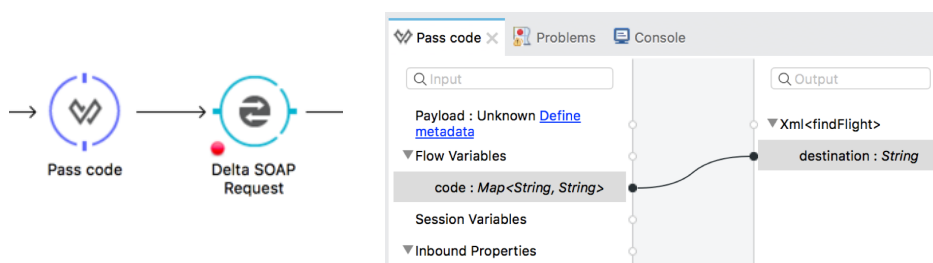 Pass code
Delta SOAP
Request
Pass code
Problems
Console
Input
Output
Payload : Unknown Define
metadata
Flow Variables
code : Map<String, String>
Session Variables
Inbound Properties
Xml<findFlight>
destination : String